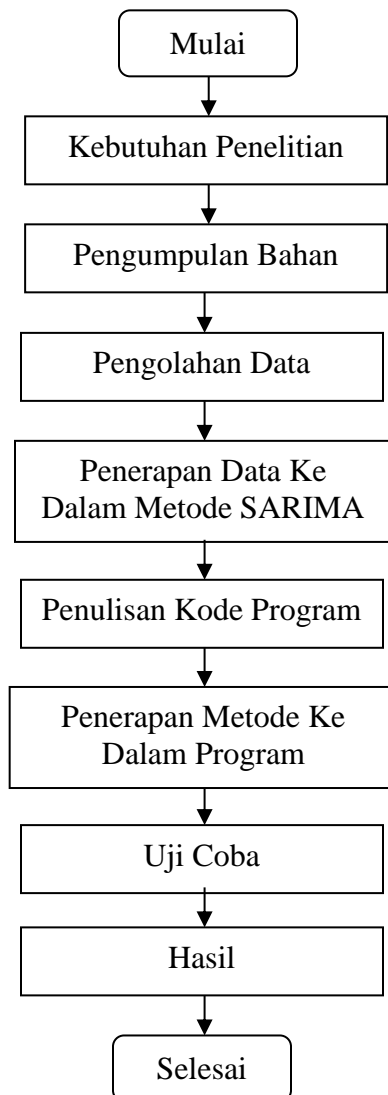 Mulai
Kebutuhan Penelitian
Pengumpulan Bahan
Pengolahan Data
Penerapan Data Ke
Dalam Metode SARIMA
Penulisan Kode Program
Penerapan Metode Ke
Dalam Program
Uji Coba
Hasil
Selesai